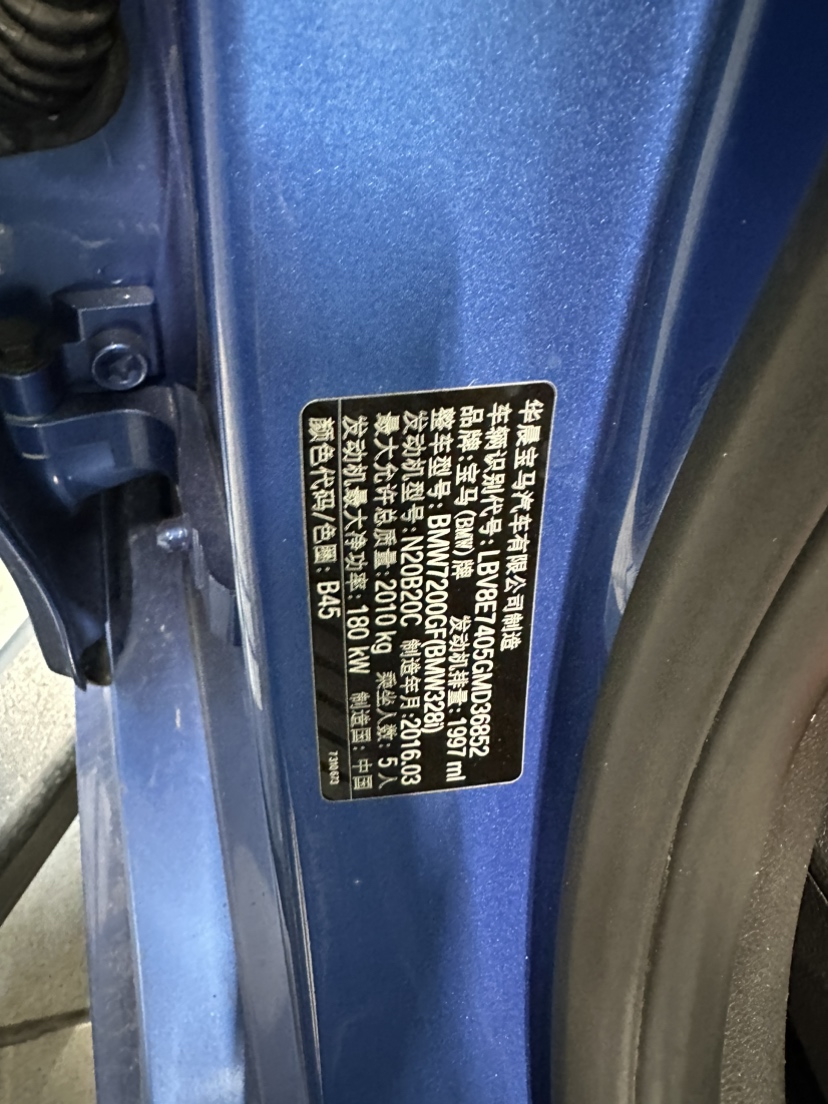 华晨宝马汽车有限公司制造
车辆识别代号: LBV8E7405GMD36852
品牌: 宝马(BMW)牌 发动机排量: 1997 ml
整车型号: BMW7200GF(BMW328i)
发动机型号: N20B20C 制造年月: 2016.03
最大允许总质量: 2010 kg 乘坐人数: 5人
发动机最大净功率: 180 kW 制造国: 中国
颜色代码/色圈: B45
7310673